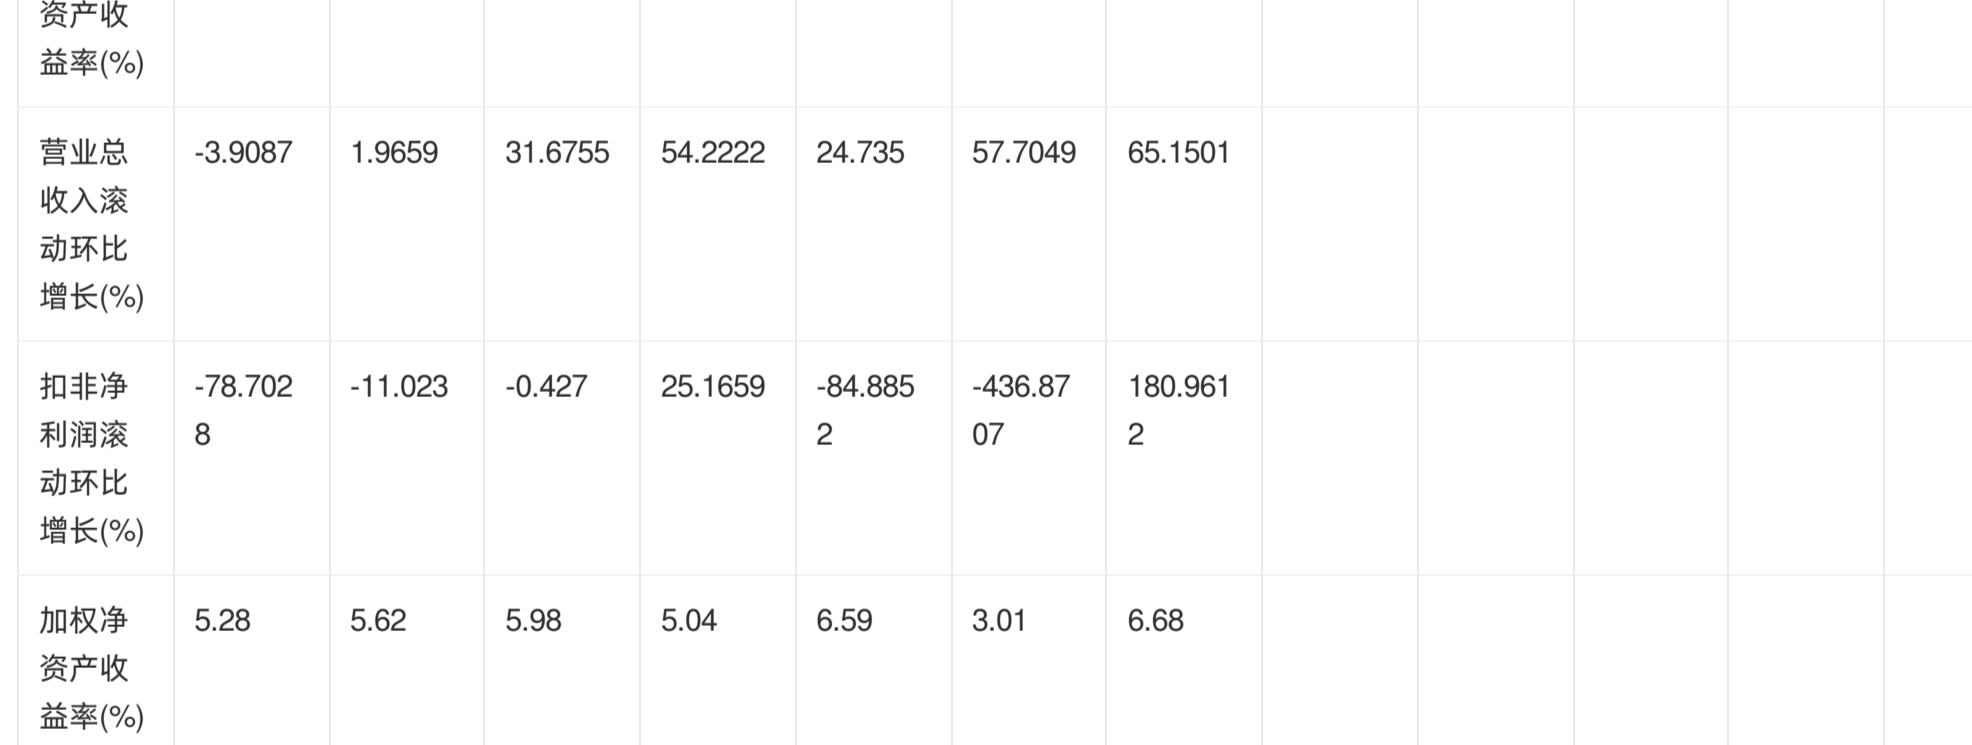 资产收
益率(%)
营业总 -3.9087 1.9659 31.6755 54.2222 24.735 57.7049 65.1501
收入滚
动环比
增长(%)
扣非净 -78.702 -11.023 -0.427 25.1659 -84.885 -436.87 180.961
利润滚 8 2 07 2
动环比
增长(%)
加权净 5.28 5.62 5.98 5.04 6.59 3.01 6.68
资产收
益率(%)